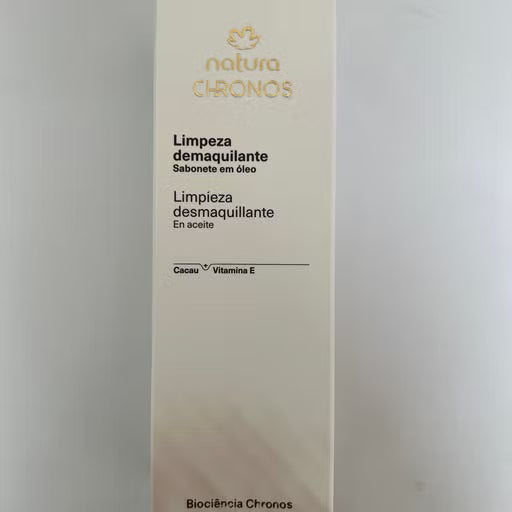 natura
CHRONOS
Limpeza
demaquilante
Sabonete em óleo
Limpieza
desmaquillante
En aceite
Cacau + Vitamina E
Biociência Chronos